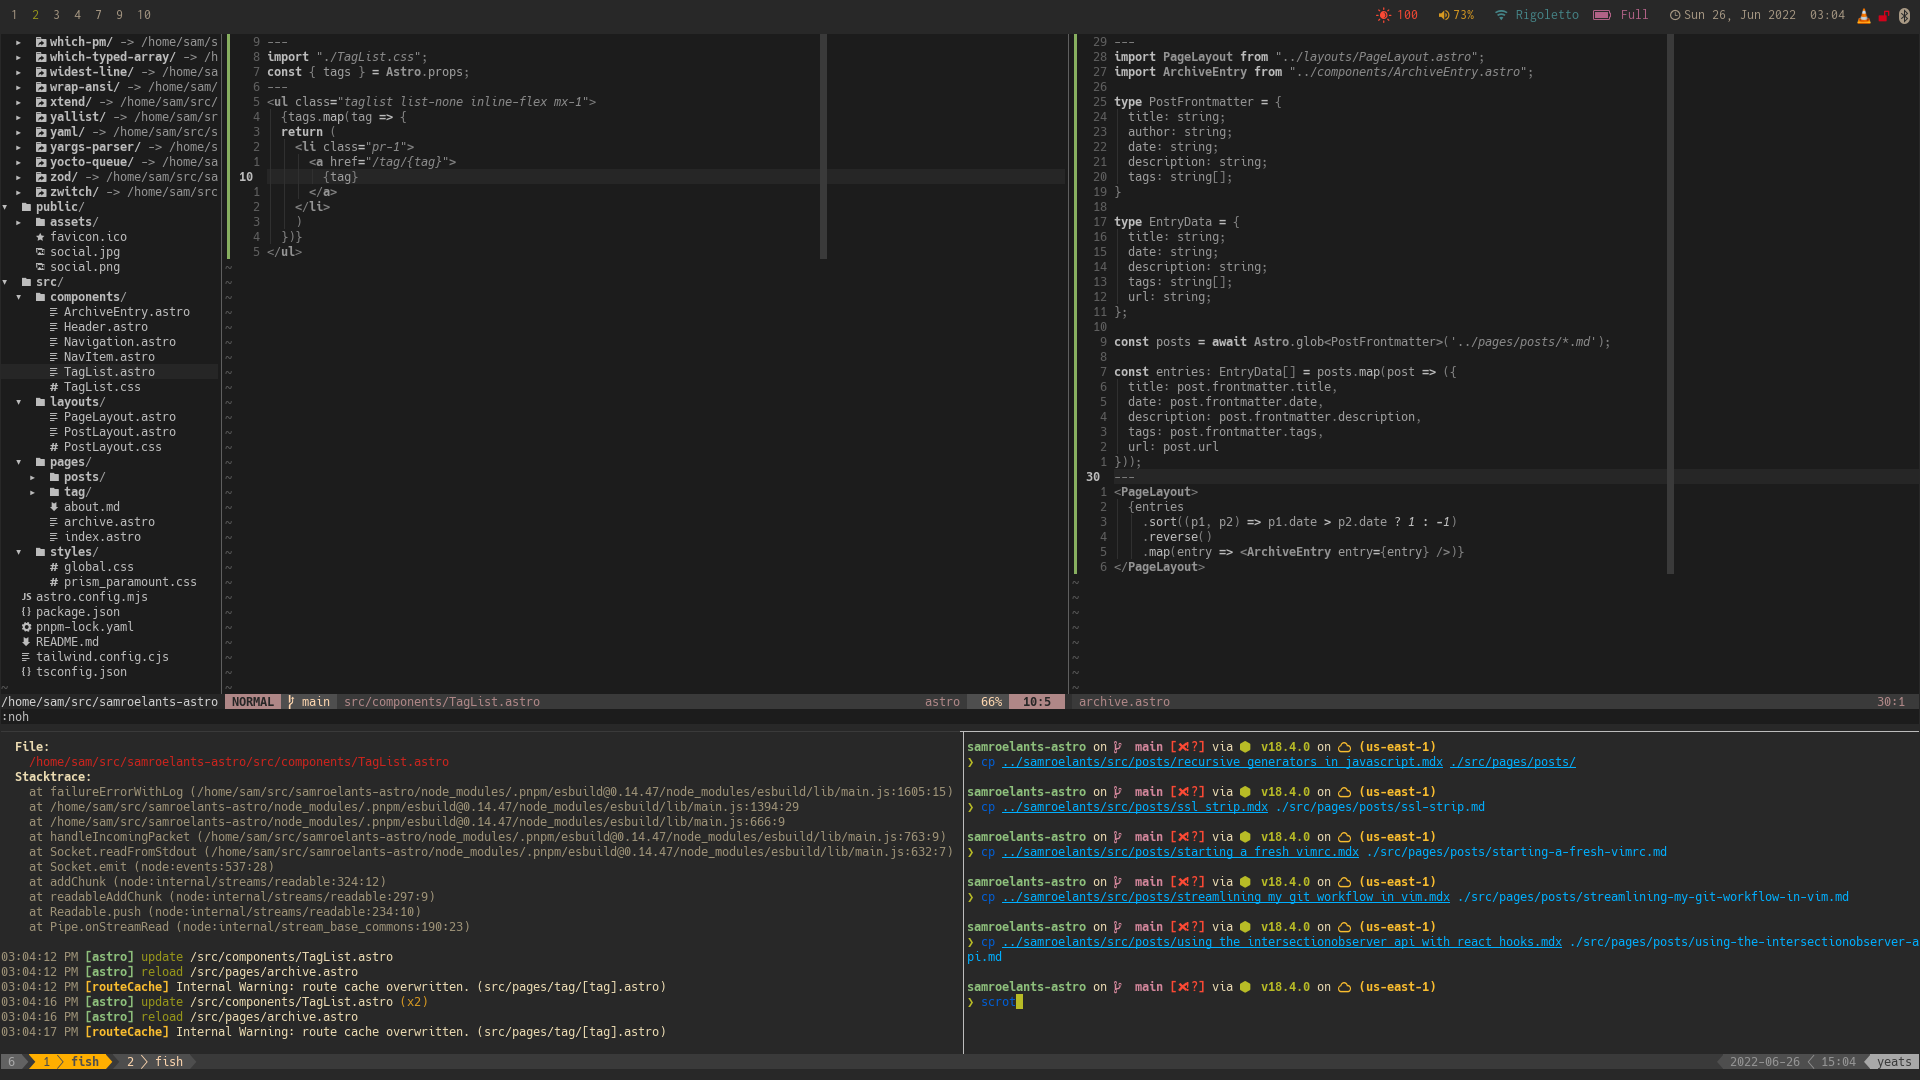 1 2 3 4 7 9 10
100 73% Rigoletto Full Sun 26, Jun 2022 03:04
▸ which-pm/ -> /home/sam/s
▸ which-typed-array/ -> /h
▸ widest-line/ -> /home/sa
▸ wrap-ansi/ -> /home/sam/
▸ xtend/ -> /home/sam/src/
▸ yallist/ -> /home/sam/sr
▸ yaml/ -> /home/sam/src/s
▸ yargs-parser/ -> /home/s
▸ yocto-queue/ -> /home/sa
▸ zod/ -> /home/sam/src/sa
▸ zwitch/ -> /home/sam/src
▾ public/
▸ assets/
favicon.ico
social.jpg
social.png
▾ src/
▾ components/
ArchiveEntry.astro
Header.astro
Navigation.astro
NavItem.astro
TagList.astro
# TagList.css
▾ layouts/
PageLayout.astro
PostLayout.astro
# PostLayout.css
▾ pages/
▸ posts/
▸ tag/
about.md
archive.astro
index.astro
▾ styles/
# global.css
# prism_paramount.css
JS astro.config.mjs
{} package.json
pnpm-lock.yaml
README.md
tailwind.config.cjs
{} tsconfig.json
~
/home/sam/src/samroelants-astro
:noh
9 ---
8 import "./TagList.css";
7 const { tags } = Astro.props;
6 ---
5 <ul class="taglist list-none inline-flex mx-1">
4 {tags.map(tag => {
3 return (
2 <li class="pr-1">
1 <a href="/tag/{tag}">
10 {tag}
1 </a>
2 </li>
3 )
4 })}
5 </ul>
NORMAL main src/components/TagList.astro astro 66% 10:5
29 ---
28 import PageLayout from "../layouts/PageLayout.astro";
27 import ArchiveEntry from "../components/ArchiveEntry.astro";
26
25 type PostFrontmatter = {
24 title: string;
23 author: string;
22 date: string;
21 description: string;
20 tags: string[];
19 }
18
17 type EntryData = {
16 title: string;
15 date: string;
14 description: string;
13 tags: string[];
12 url: string;
11 };
10
9 const posts = await Astro.glob<PostFrontmatter>('../pages/posts/*.md');
8
7 const entries: EntryData[] = posts.map(post => ({
6 title: post.frontmatter.title,
5 date: post.frontmatter.date,
4 description: post.frontmatter.description,
3 tags: post.frontmatter.tags,
2 url: post.url
1 }));
30 ---
1 <PageLayout>
2 {entries
3 .sort((p1, p2) => p1.date > p2.date ? 1 : -1)
4 .reverse()
5 .map(entry => <ArchiveEntry entry={entry} />)}
6 </PageLayout>
archive.astro 30:1
File:
/home/sam/src/samroelants-astro/src/components/TagList.astro
Stacktrace:
at failureErrorWithLog (/home/sam/src/samroelants-astro/node_modules/.pnpm/esbuild@0.14.47/node_modules/esbuild/lib/main.js:1605:15)
at /home/sam/src/samroelants-astro/node_modules/.pnpm/esbuild@0.14.47/node_modules/esbuild/lib/main.js:1394:29
at /home/sam/src/samroelants-astro/node_modules/.pnpm/esbuild@0.14.47/node_modules/esbuild/lib/main.js:666:9
at handleIncomingPacket (/home/sam/src/samroelants-astro/node_modules/.pnpm/esbuild@0.14.47/node_modules/esbuild/lib/main.js:763:9)
at Socket.readFromStdout (/home/sam/src/samroelants-astro/node_modules/.pnpm/esbuild@0.14.47/node_modules/esbuild/lib/main.js:632:7)
at Socket.emit (node:events:537:28)
at addChunk (node:internal/streams/readable:324:12)
at readableAddChunk (node:internal/streams/readable:297:9)
at Readable.push (node:internal/streams/readable:234:10)
at Pipe.onStreamRead (node:internal/stream_base_commons:190:23)
03:04:12 PM [astro] update /src/components/TagList.astro
03:04:12 PM [astro] reload /src/pages/archive.astro
03:04:12 PM [routeCache] Internal Warning: route cache overwritten. (src/pages/tag/[tag].astro)
03:04:16 PM [astro] update /src/components/TagList.astro (x2)
03:04:16 PM [astro] reload /src/pages/archive.astro
03:04:17 PM [routeCache] Internal Warning: route cache overwritten. (src/pages/tag/[tag].astro)
samroelants-astro on main [✘?] via v18.4.0 on (us-east-1)
❯ cp ../samroelants/src/posts/recursive_generators_in_javascript.mdx ./src/pages/posts/
samroelants-astro on main [✘?] via v18.4.0 on (us-east-1)
❯ cp ../samroelants/src/posts/ssl_strip.mdx ./src/pages/posts/ssl-strip.md
samroelants-astro on main [✘?] via v18.4.0 on (us-east-1)
❯ cp ../samroelants/src/posts/starting_a_fresh_vimrc.mdx ./src/pages/posts/starting-a-fresh-vimrc.md
samroelants-astro on main [✘?] via v18.4.0 on (us-east-1)
❯ cp ../samroelants/src/posts/streamlining_my_git_workflow_in_vim.mdx ./src/pages/posts/streamlining-my-git-workflow-in-vim.md
samroelants-astro on main [✘?] via v18.4.0 on (us-east-1)
❯ cp ../samroelants/src/posts/using_the_intersectionobserver_api_with_react_hooks.mdx ./src/pages/posts/using-the-intersectionobserver-a
pi.md
samroelants-astro on main [✘?] via v18.4.0 on (us-east-1)
❯ scrot
6 1 fish 2 fish 2022-06-26 15:04 yeats